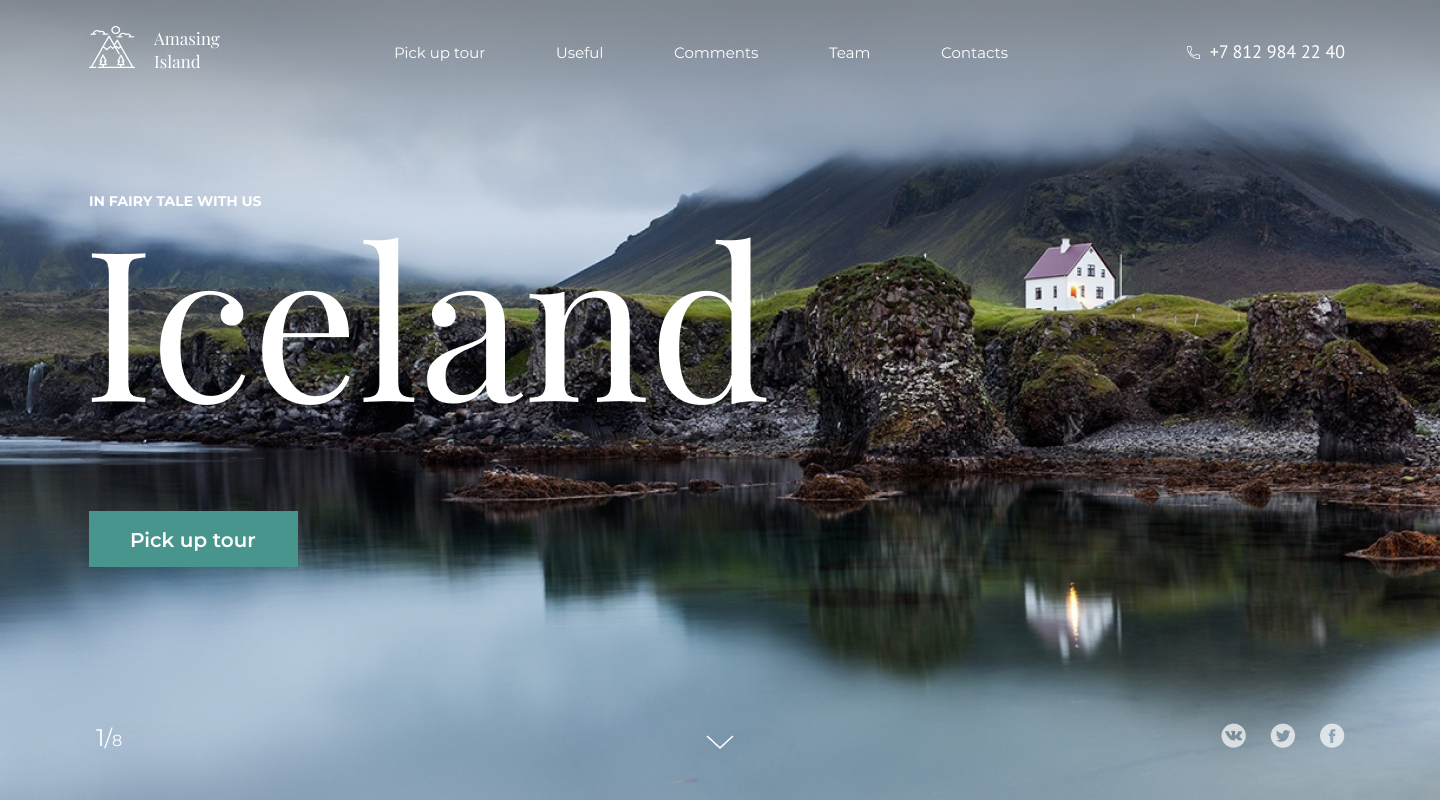 Amasing
Island
Pick up tour
Useful
Comments
Team
Contacts
+7 812 984 22 40
IN FAIRY TALE WITH US
Iceland
Pick up tour
1/8